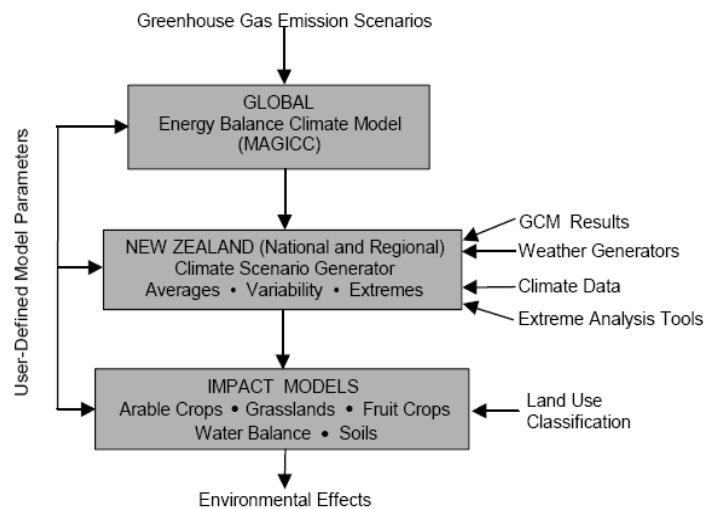 Greenhouse Gas Emission Scenarios
GLOBAL
Energy Balance Climate Model
(MAGICC)
User-Defined Model Parameters
NEW ZEALAND (National and Regional)
Climate Scenario Generator
Averages • Variability • Extremes
GCM Results
Weather Generators
Climate Data
Extreme Analysis Tools
IMPACT MODELS
Arable Crops • Grasslands • Fruit Crops
Water Balance • Soils
Land Use
Classification
Environmental Effects